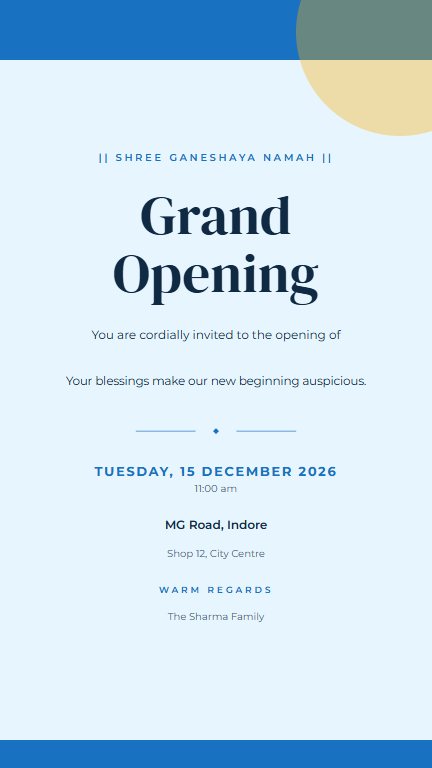 || SHREE GANESHAYA NAMAH ||
Grand
Opening
You are cordially invited to the opening of
Your blessings make our new beginning auspicious.
TUESDAY, 15 DECEMBER 2026
11:00 am
MG Road, Indore
Shop 12, City Centre
WARM REGARDS
The Sharma Family